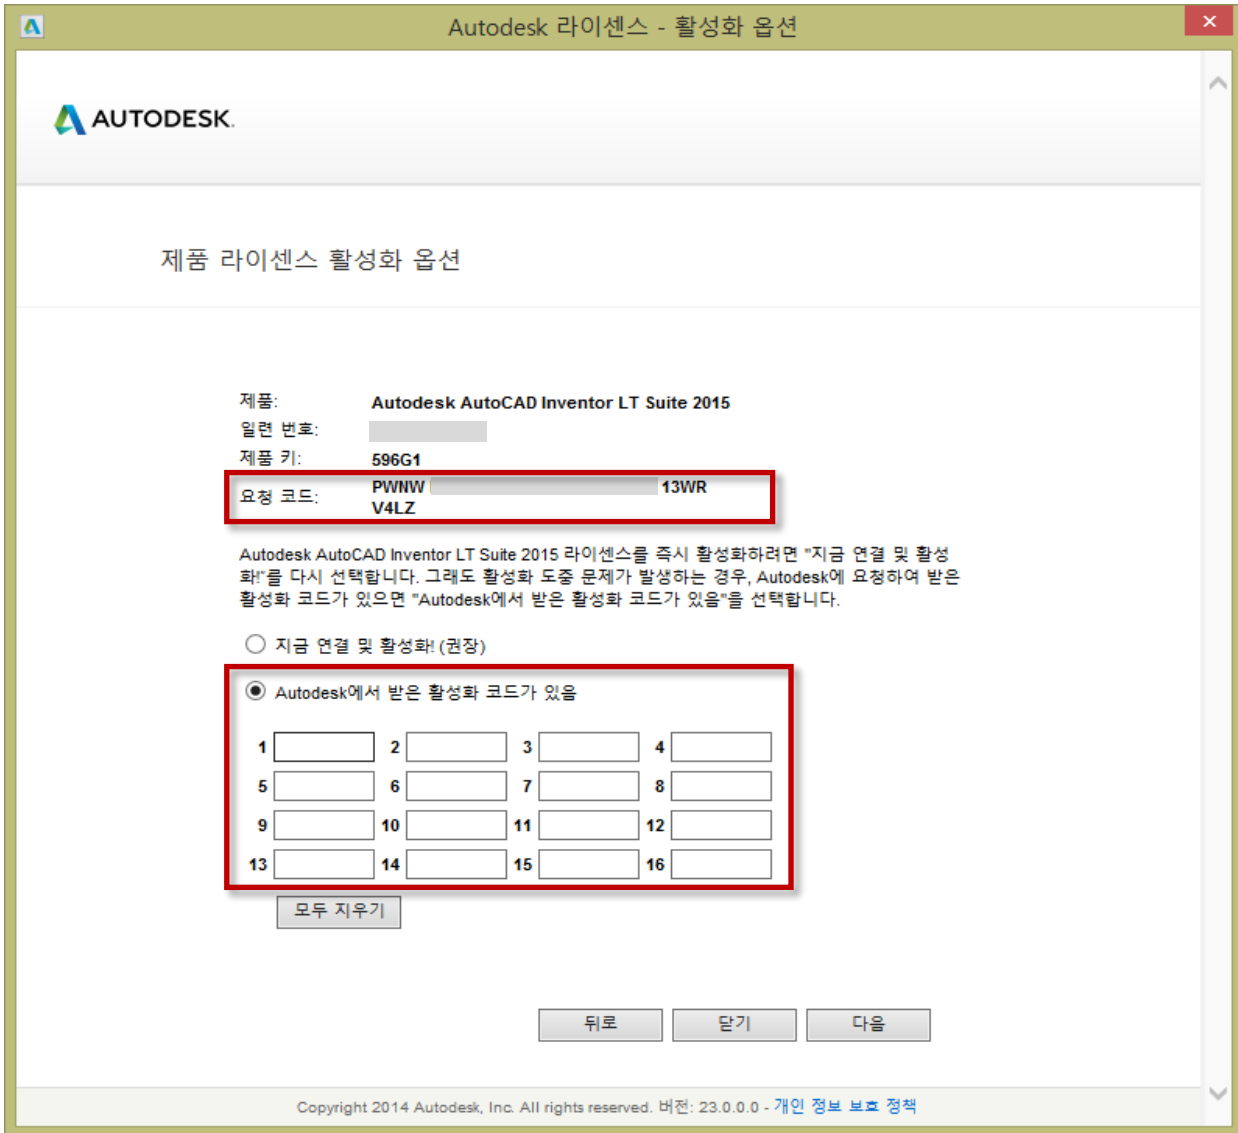 Autodesk 라이센스 - 활성화 옵션
AUTODESK.
제품 라이센스 활성화 옵션
제품: Autodesk AutoCAD Inventor LT Suite 2015
일련 번호:
제품 키: 596G1
요청 코드: PWNW 13WR
V4LZ
Autodesk AutoCAD Inventor LT Suite 2015 라이센스를 즉시 활성화하려면 "지금 연결 및 활성
화!"를 다시 선택합니다. 그래도 활성화 도중 문제가 발생하는 경우, Autodesk에 요청하여 받은
활성화 코드가 있으면 "Autodesk에서 받은 활성화 코드가 있음"을 선택합니다.
지금 연결 및 활성화! (권장)
Autodesk에서 받은 활성화 코드가 있음
1 2 3 4
5 6 7 8
9 10 11 12
13 14 15 16
모두 지우기
뒤로 닫기 다음
Copyright 2014 Autodesk, Inc. All rights reserved. 버전: 23.0.0.0 - 개인 정보 보호 정책